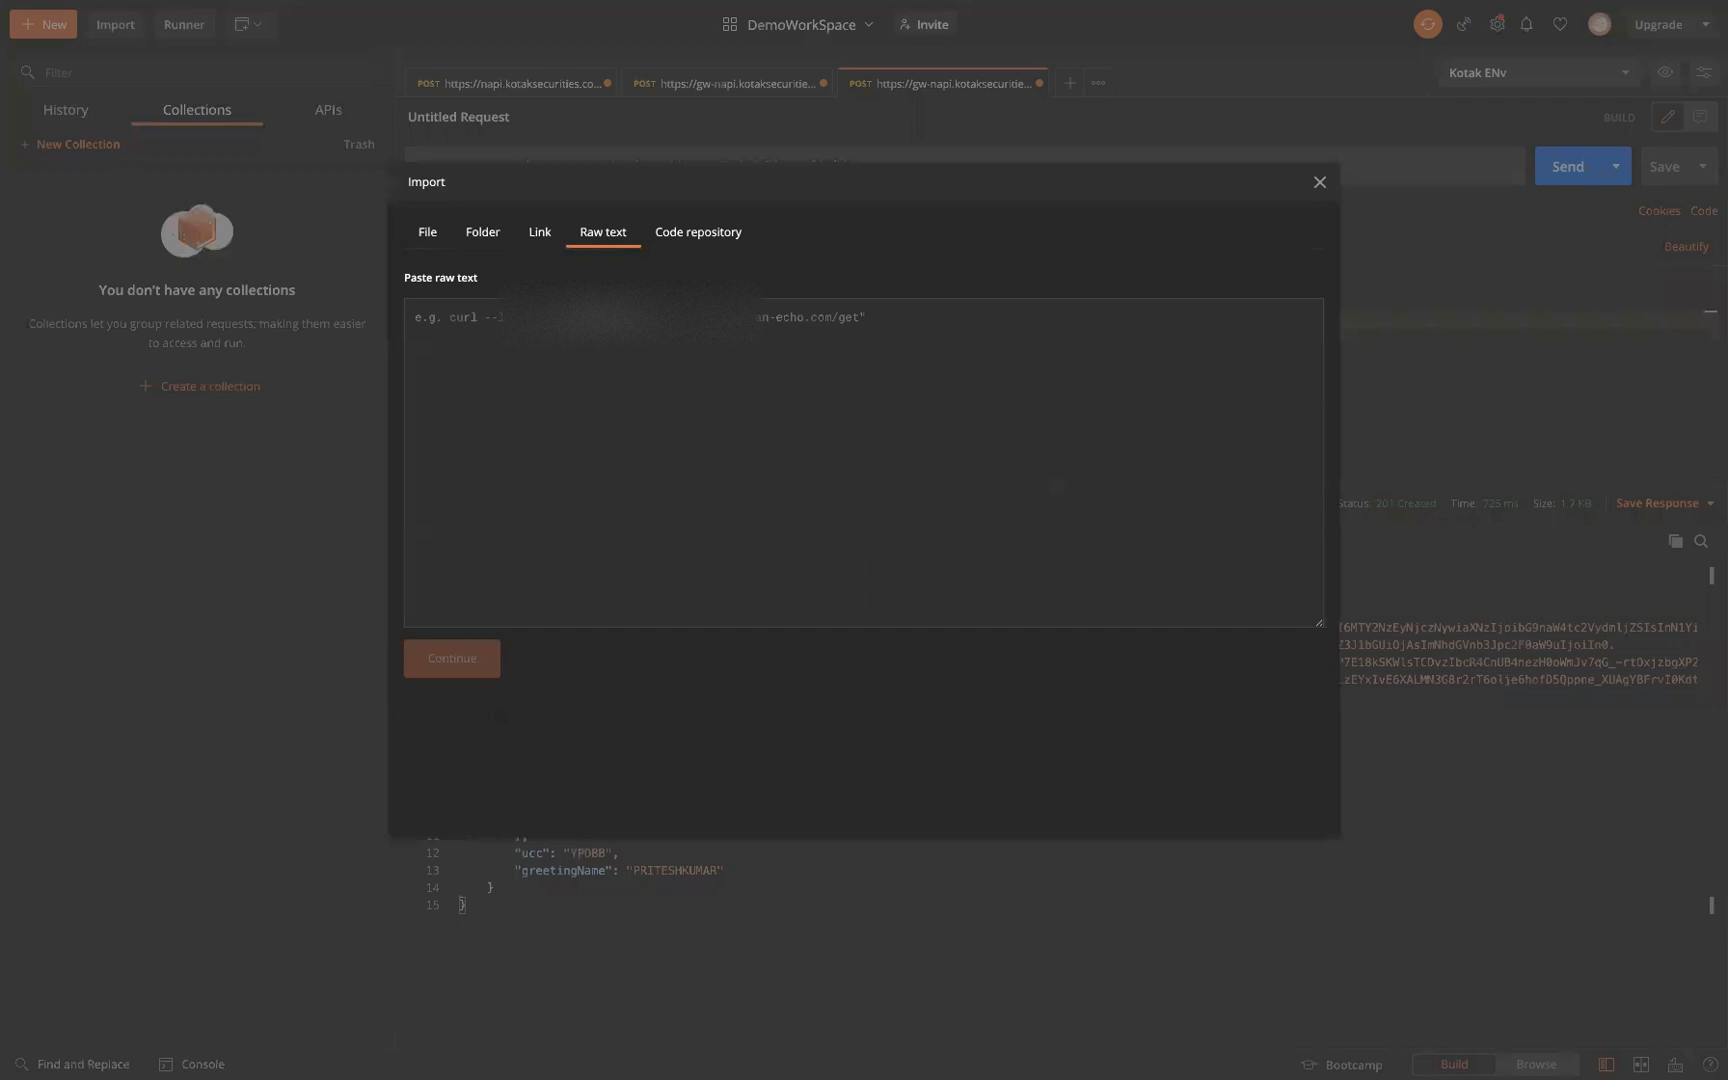 New
Import
Runner
DemoWorkSpace
Invite
Upgrade
Filter
POST https://napi.kotaksecurities.co...
POST https://gw-napi.kotaksecuritie...
POST https://gw-napi.kotaksecuritie...
Kotak ENv
History
Collections
APIs
Untitled Request
BUILD
+ New Collection
Trash
Send
Save
Import
Cookies
Code
File
Folder
Link
Raw text
Code repository
Beautify
Paste raw text
You don't have any collections
e.g. curl
an-echo.com/get"
Collections let you group related requests, making them easier
to access and run.
Create a collection
Status: 201 Created
Time: 725 ms
Size: 1.7 KB
Save Response
Continue
12 "ucc": "YPDBB",
13 "greetingName": "PRITESHKUMAR"
14 }
15 }
Find and Replace
Console
Bootcamp
Build
Browse